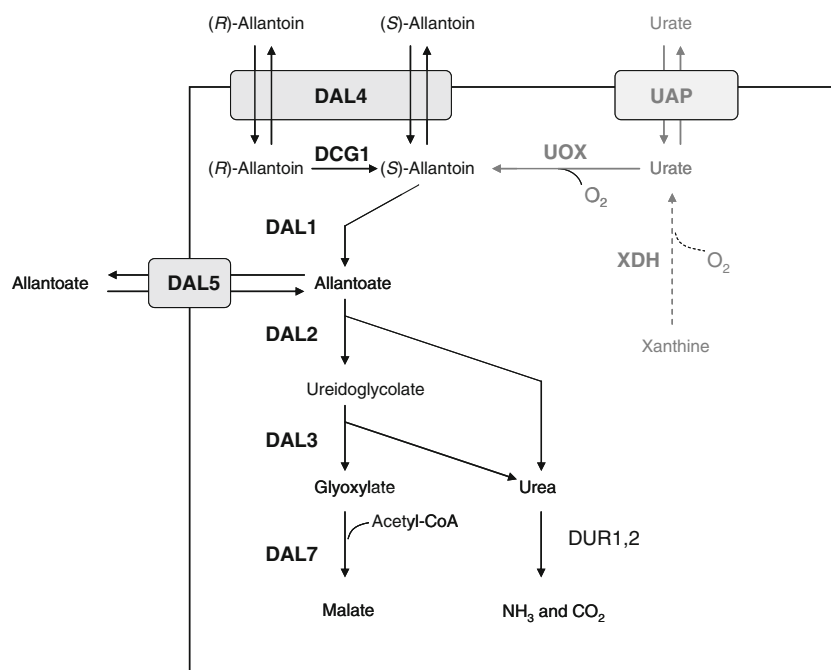 (R)-Allantoin (S)-Allantoin Urate
DAL4 UAP
(R)-Allantoin DCG1 (S)-Allantoin UOX Urate
O2
DAL1
XDH O2
Allantoate DAL5 Allantoate
DAL2 Xanthine
Ureidoglycolate
DAL3
Glyoxylate Urea
Acetyl-CoA
DAL7 DUR1,2
Malate NH3 and CO2